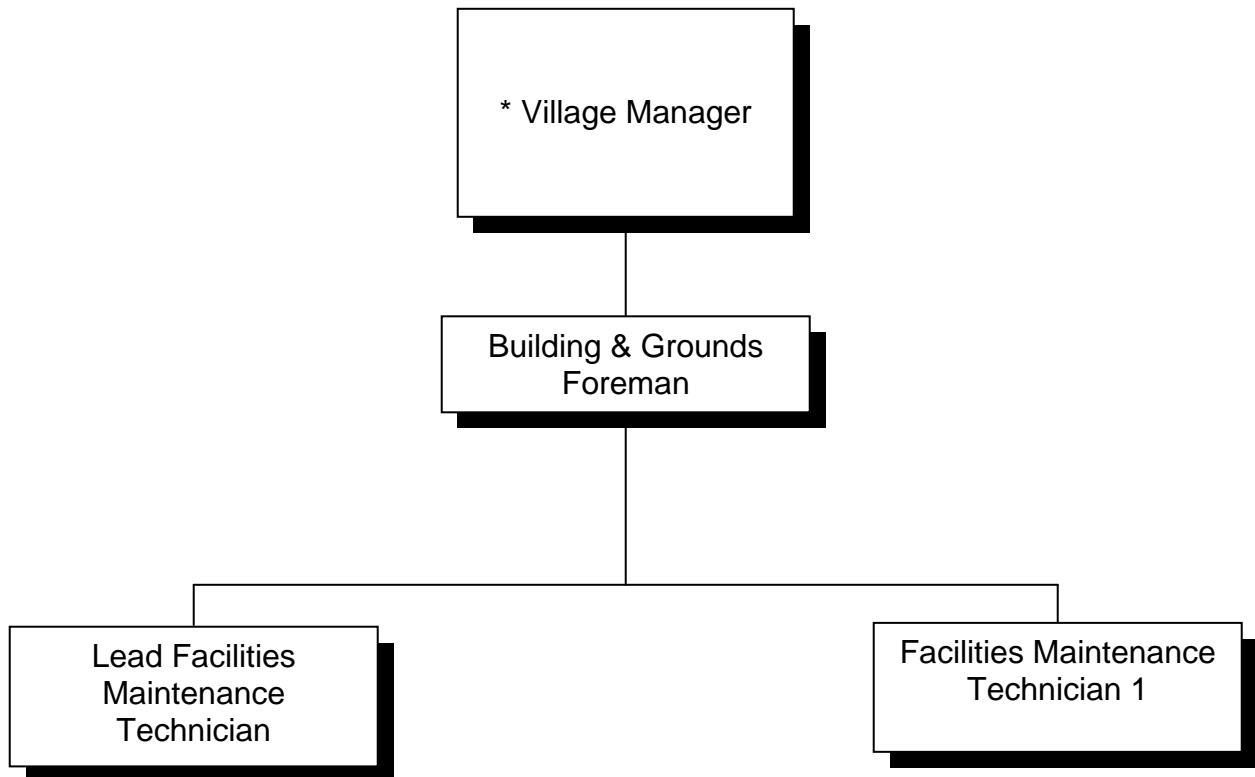 * Village Manager
Building & Grounds
Foreman
Lead Facilities
Maintenance
Technician
Facilities Maintenance
Technician 1